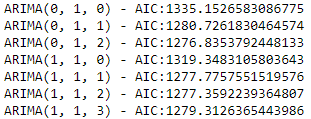 ARIMA(0, 1, 0) - AIC:1335.1526583086775
ARIMA(0, 1, 1) - AIC:1280.7261830464574
ARIMA(0, 1, 2) - AIC:1276.8353792448133
ARIMA(1, 1, 0) - AIC:1319.3483105803643
ARIMA(1, 1, 1) - AIC:1277.7757551519576
ARIMA(1, 1, 2) - AIC:1277.3592239364807
ARIMA(1, 1, 3) - AIC:1279.3126365443986